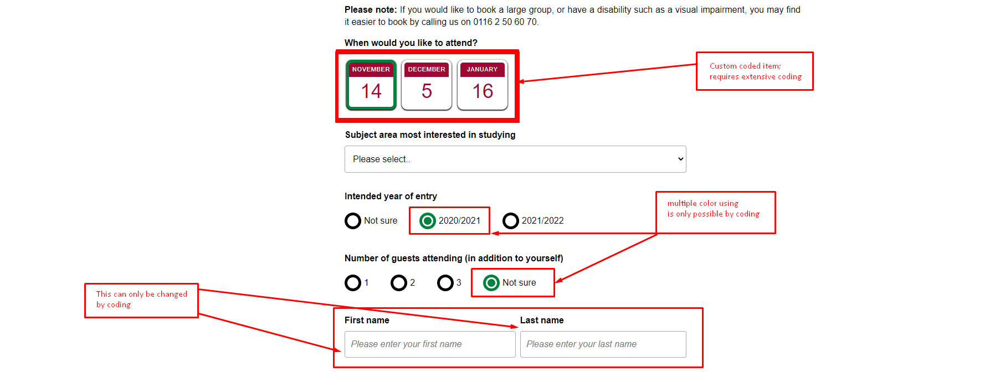 Please note: If you would like to book a large group, or have a disability such as a visual impairment, you may find
it easier to book by calling us on 0116 2 50 60 70.
When would you like to attend?
NOVEMBER DECEMBER JANUARY
14 5 16
Custom coded item;
requires extensive coding
Subject area most interested in studying
Please select..
Intended year of entry
Not sure 2020/2021 2021/2022
multiple color using
is only possible by coding
Number of guests attending (in addition to yourself)
1 2 3 Not sure
This can only be changed
by coding
First name Last name
Please enter your first name Please enter your last name